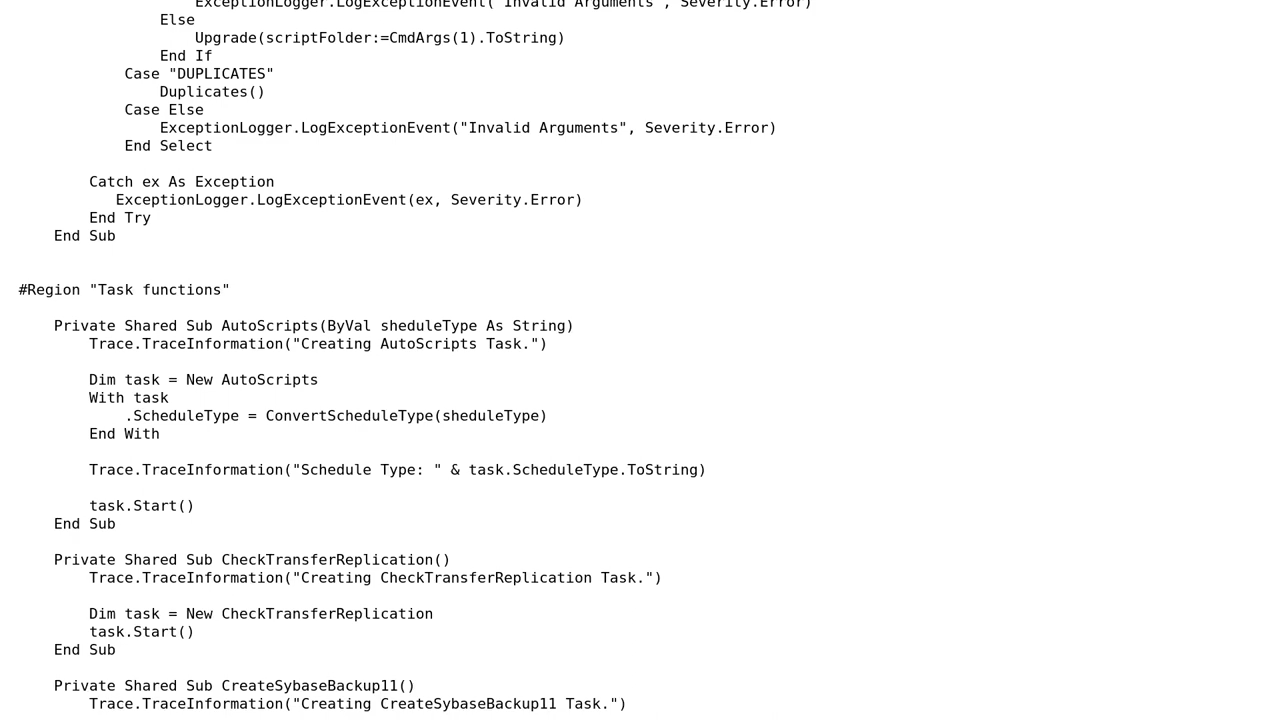 ExceptionLogger.LogExceptionEvent("Invalid Arguments", Severity.Error)
Else
Upgrade(scriptFolder:=CmdArgs(1).ToString)
End If
Case "DUPLICATES"
Duplicates()
Case Else
ExceptionLogger.LogExceptionEvent("Invalid Arguments", Severity.Error)
End Select
Catch ex As Exception
ExceptionLogger.LogExceptionEvent(ex, Severity.Error)
End Try
End Sub
#Region "Task functions"
Private Shared Sub AutoScripts(ByVal sheduleType As String)
Trace.TraceInformation("Creating AutoScripts Task.")
Dim task = New AutoScripts
With task
.ScheduleType = ConvertScheduleType(sheduleType)
End With
Trace.TraceInformation("Schedule Type: " & task.ScheduleType.ToString)
task.Start()
End Sub
Private Shared Sub CheckTransferReplication()
Trace.TraceInformation("Creating CheckTransferReplication Task.")
Dim task = New CheckTransferReplication
task.Start()
End Sub
Private Shared Sub CreateSybaseBackup11()
Trace.TraceInformation("Creating CreateSybaseBackup11 Task.")